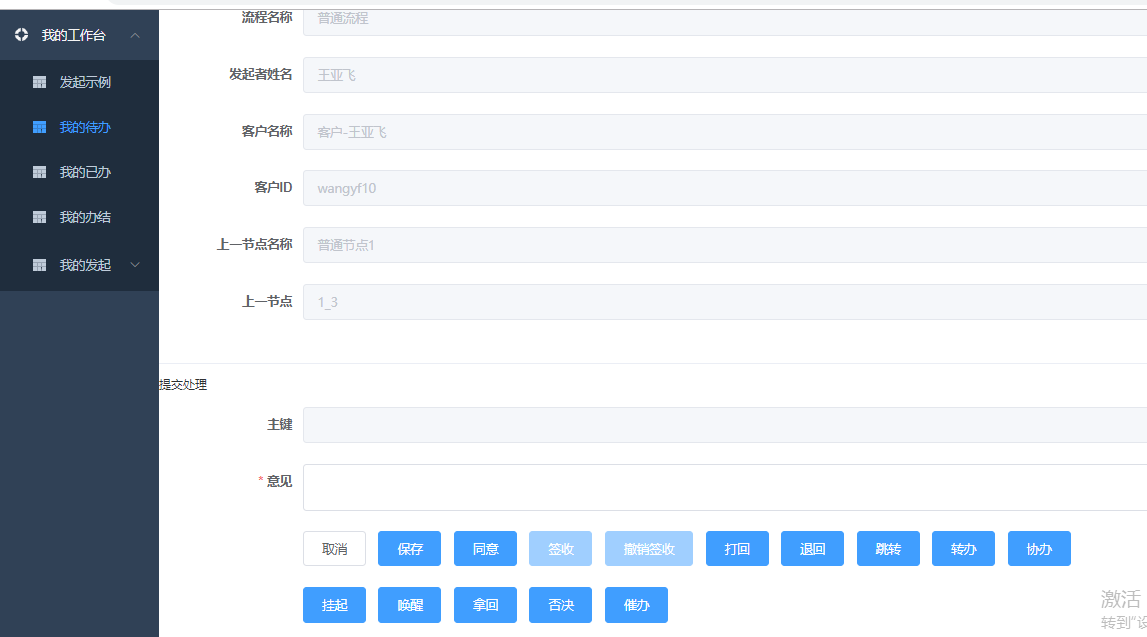 我的工作台
发起示例
我的待办
我的已办
我的办结
我的发起
流程名称 普通流程
发起者姓名 王亚飞
客户名称 客户-王亚飞
客户ID wangyf10
上一节点名称 普通节点1
上一节点 1_3
提交处理
主键
* 意见
取消 保存 同意 签收 撤销签收 打回 退回 跳转 转办 协办
挂起 唤醒 拿回 否决 催办
激活
转到"设